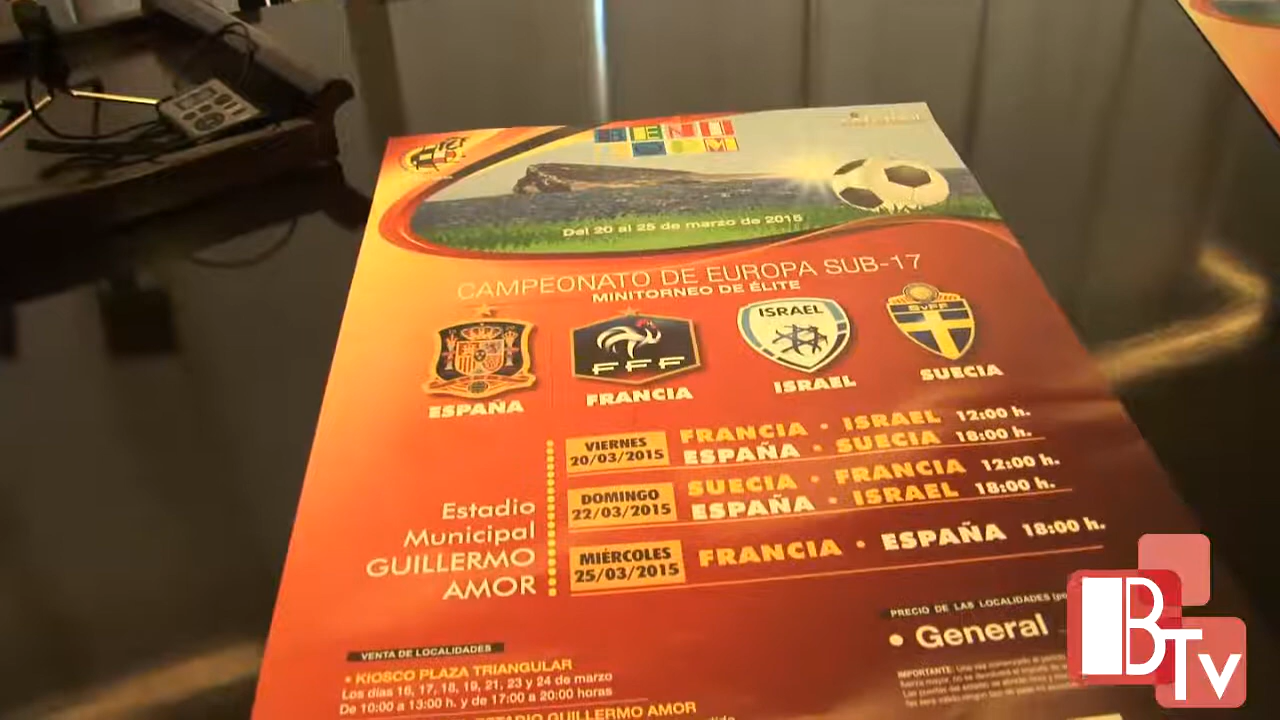 BENIDORM
Del 20 al 25 de marzo de 2015
CAMPEONATO DE EUROPA SUB-17
MINITORNEO DE ÉLITE
ISRAEL
SvFF
FFF
ESPAÑA
FRANCIA
ISRAEL
SUECIA
Estadio
Municipal
GUILLERMO
AMOR
VIERNES
20/03/2015
FRANCIA • ISRAEL 12:00 h.
ESPAÑA • SUECIA 18:00 h.
DOMINGO
22/03/2015
SUECIA • FRANCIA 12:00 h.
ESPAÑA • ISRAEL 18:00 h.
MIÉRCOLES
25/03/2015
FRANCIA • ESPAÑA 18:00 h.
VENTA DE LOCALIDADES
• KIOSCO PLAZA TRIANGULAR
Los días 16, 17, 18, 19, 21, 23 y 24 de marzo
De 10:00 a 13:00 h. y de 17:00 a 20:00 horas
ESTADIO GUILLERMO AMOR
PRECIO DE LAS LOCALIDADES
• General
IMPORTANTE:
BTv